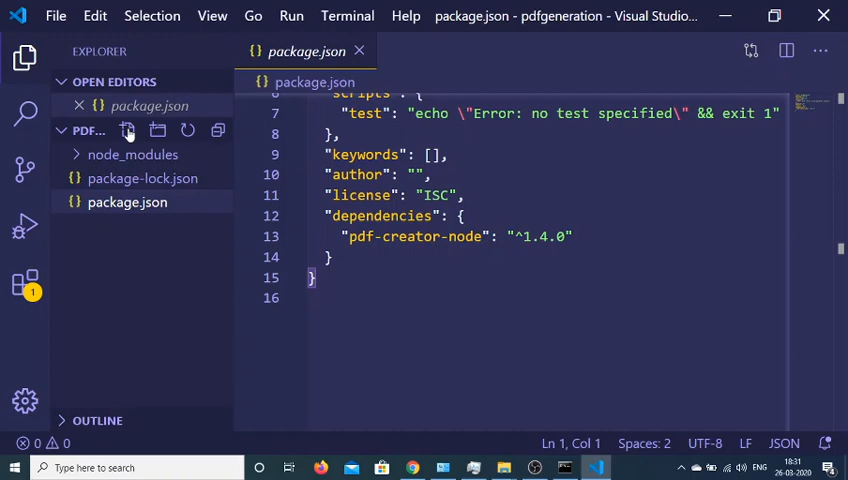 File Edit Selection View Go Run Terminal Help package.json - pdfgeneration - Visual Studio...
EXPLORER
OPEN EDITORS
package.json
PDF...
node_modules
package-lock.json
package.json
OUTLINE
{} package.json
{} package.json
7 "test": "echo \"Error: no test specified\" && exit 1"
8 },
9 "keywords": [],
10 "author": "",
11 "license": "ISC",
12 "dependencies": {
13 "pdf-creator-node": "^1.4.0"
14 }
15 }
16
1
0 0 Ln 1, Col 1 Spaces: 2 UTF-8 LF JSON
Type here to search
ENG
18:31
26-03-2020
4